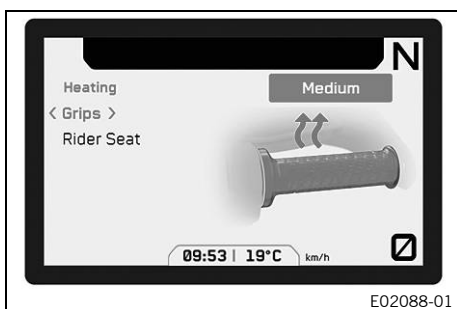 N
Heating Medium
< Grips >
Rider Seat
09:53 | 19°C km/h
0
E02088-01